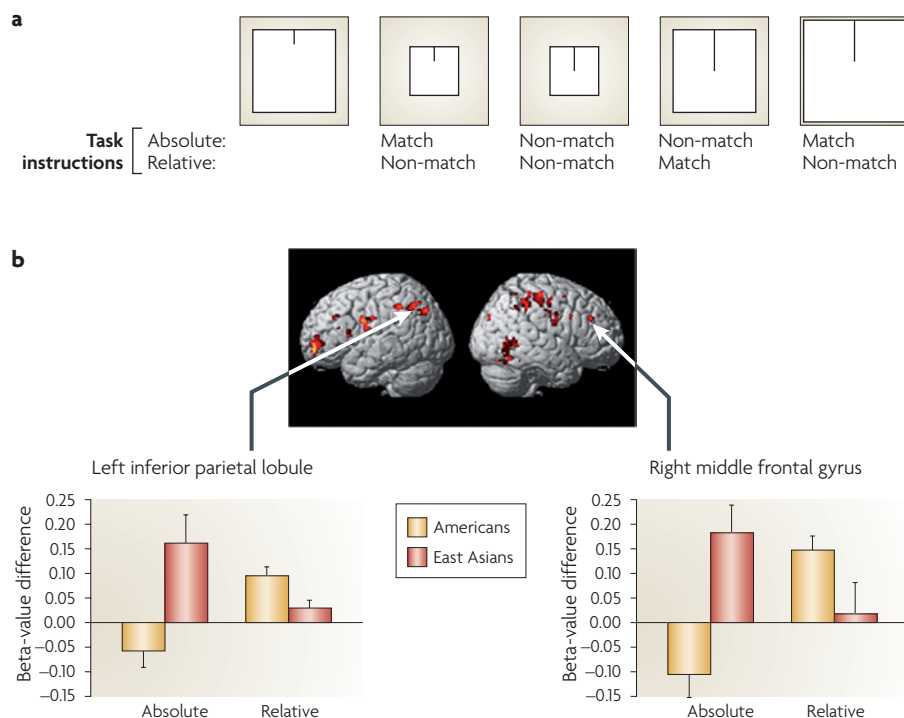 a
Task instructions
Absolute: Match Non-match Non-match Match
Relative: Non-match Non-match Match Non-match
b
Left inferior parietal lobule
Right middle frontal gyrus
Beta-value difference
0.25
0.20
0.15
0.10
0.05
0.00
−0.05
−0.10
−0.15
Absolute Relative
Americans
East Asians
Beta-value difference
0.25
0.20
0.15
0.10
0.05
0.00
−0.05
−0.10
−0.15
Absolute Relative